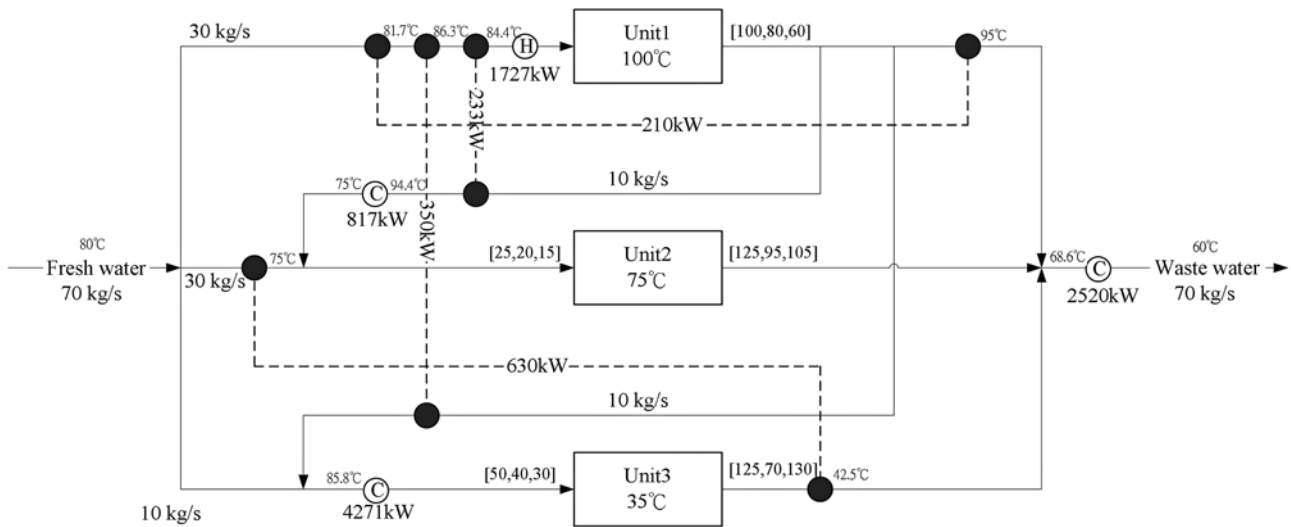 30 kg/s
81.7℃
86.3℃
84.4℃
H
1727kW
Unit1
100℃
[100,80,60]
95℃
233kW
210kW
75℃
C
94.4℃
817kW
10 kg/s
350kW
80℃
Fresh water
70 kg/s
30 kg/s
75℃
[25,20,15]
Unit2
75℃
[125,95,105]
68.6℃
C
2520kW
60℃
Waste water
70 kg/s
630kW
10 kg/s
10 kg/s
85.8℃
C
4271kW
[50,40,30]
Unit3
35℃
[125,70,130]
42.5℃